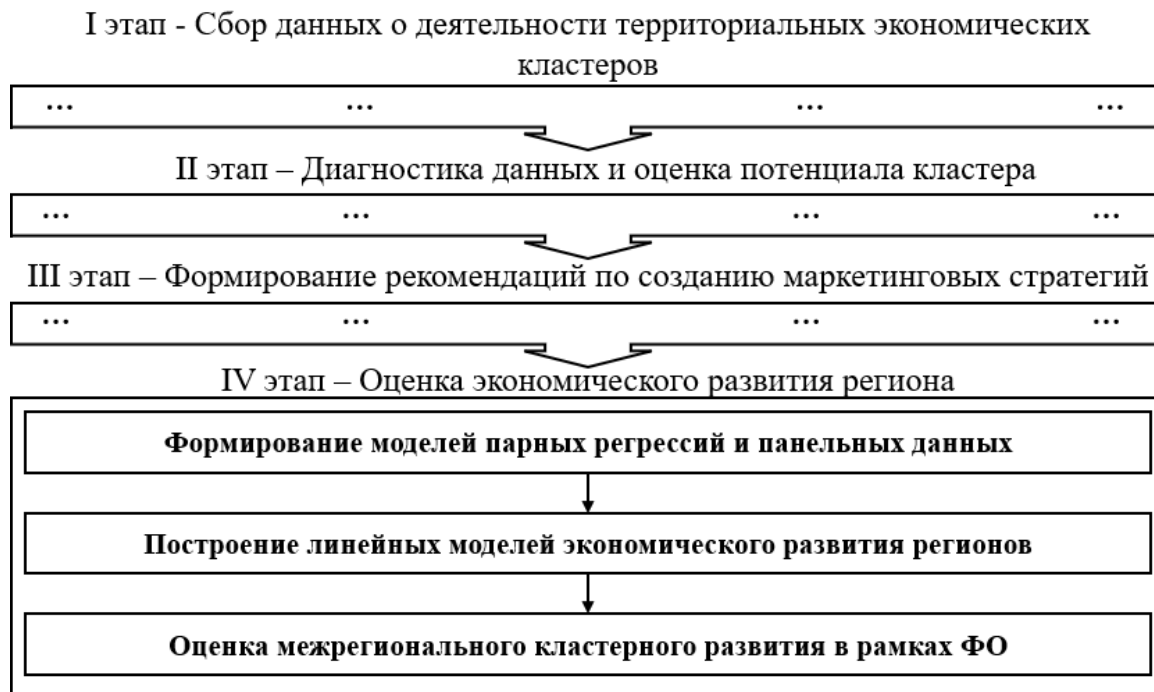 I этап - Сбор данных о деятельности территориальных экономических
кластеров
... ... ... ...
II этап – Диагностика данных и оценка потенциала кластера
... ... ... ...
III этап – Формирование рекомендаций по созданию маркетинговых стратегий
... ... ... ...
IV этап – Оценка экономического развития региона
Формирование моделей парных регрессий и панельных данных
Построение линейных моделей экономического развития регионов
Оценка межрегионального кластерного развития в рамках ФО